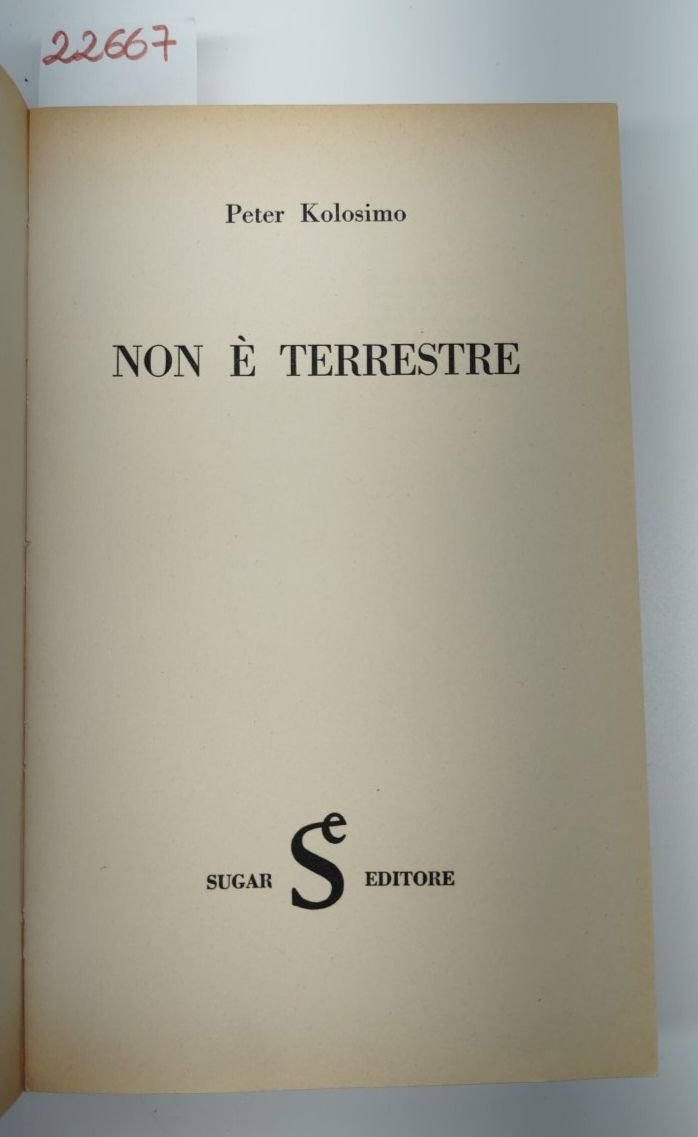 22667
Peter Kolosimo
NON È TERRESTRE
SUGAR Se EDITORE